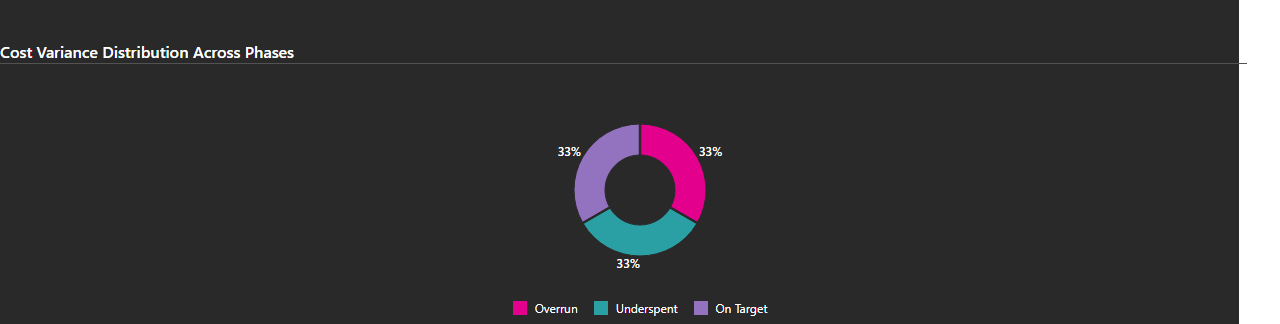 Cost Variance Distribution Across Phases
33%
33%
33%
Overrun
Underspent
On Target